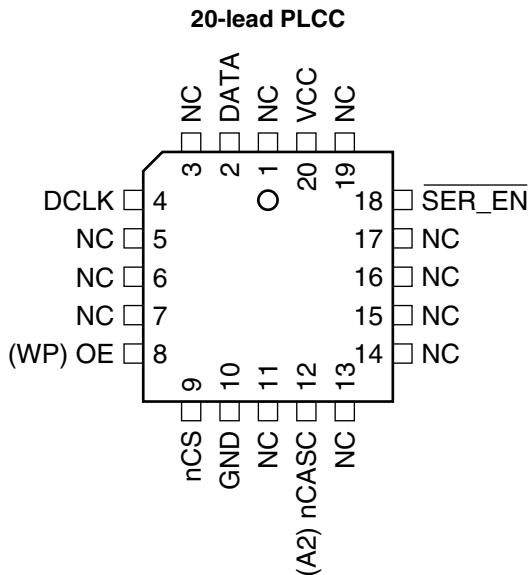 20-lead PLCC
NC
DATA
NC
VCC
NC
3
2
1
20
19
DCLK 4
NC 5
NC 6
NC 7
(WP) OE 8
18 SER_EN
17 NC
16 NC
15 NC
14 NC
9
10
11
12
13
nCS
GND
NC
(A2) nCASC
NC